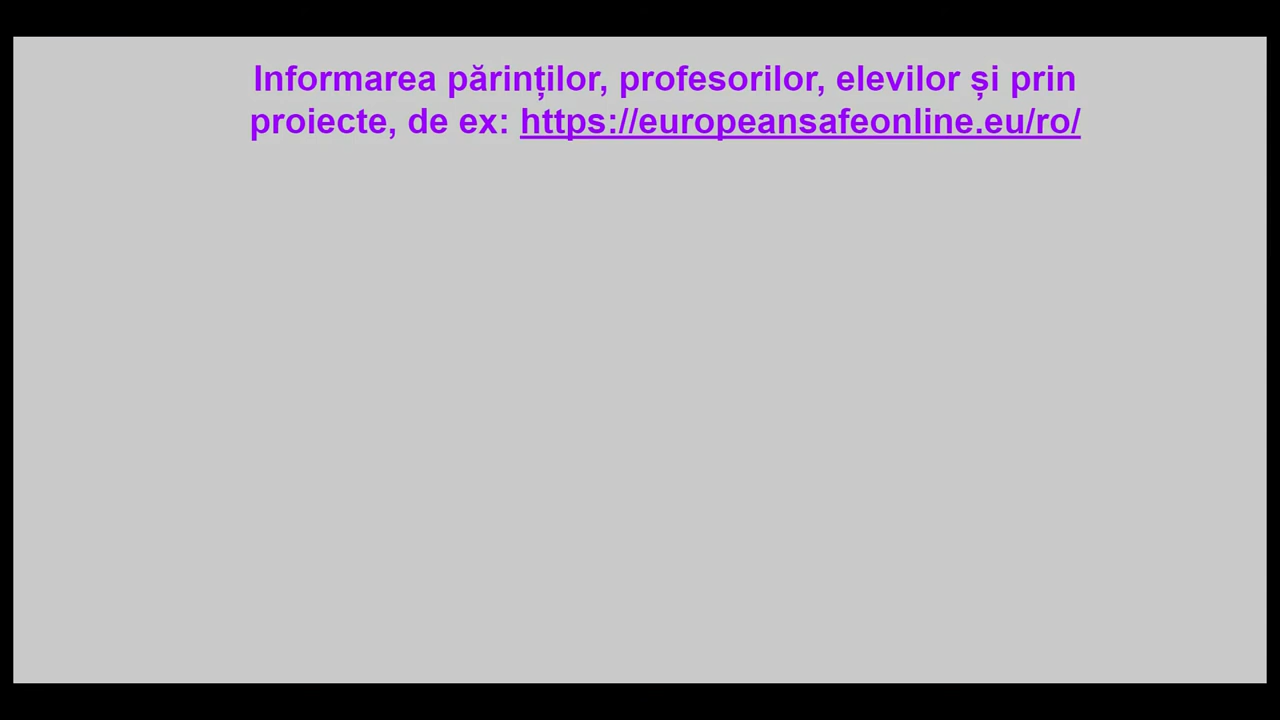 Informarea părinților, profesorilor, elevilor și prin
proiecte, de ex: https://europeansafeonline.eu/ro/